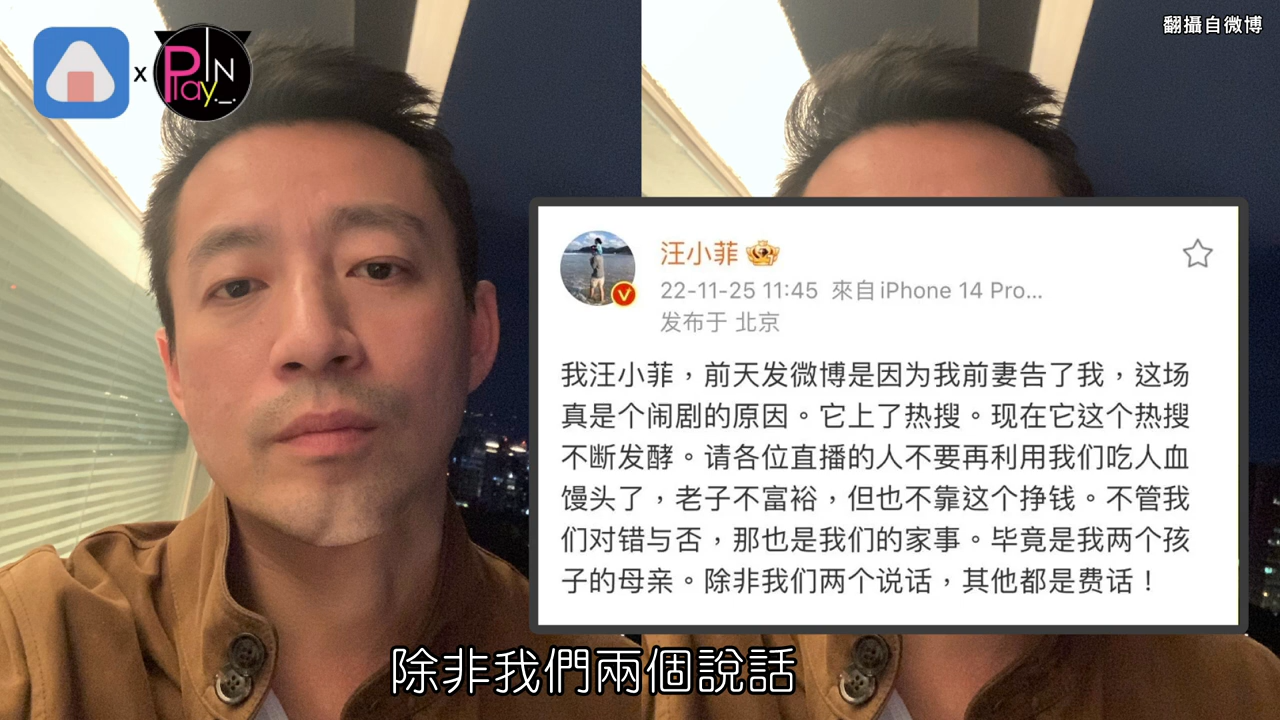 翻攝自微博
x
PlayIN
汪小菲
22-11-25 11:45 來自iPhone 14 Pro...
发布于 北京
我汪小菲，前天发微博是因为我前妻告了我，这场
真是个闹剧的原因。它上了热搜。现在它这个热搜
不断发酵。请各位直播的人不要再利用我们吃人血
馒头了，老子不富裕，但也不靠这个挣钱。不管我
们对错与否，那也是我们的家事。毕竟是我两个孩
子的母亲。除非我们两个说话，其他都是费话！
除非我們兩個說話